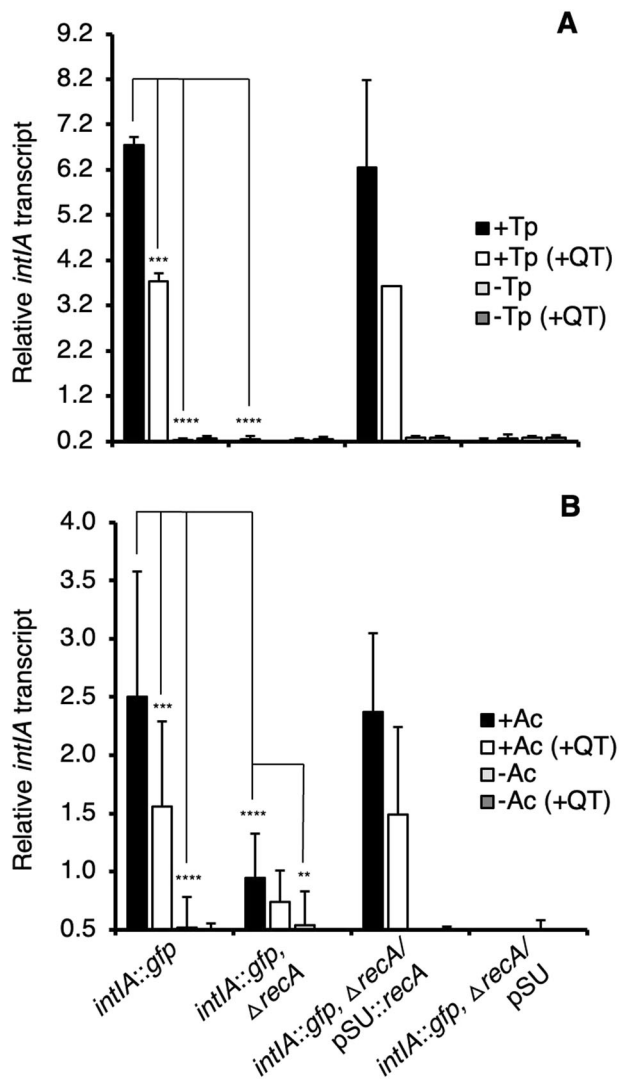 A
9.2
8.2
7.2
6.2
5.2
4.2
3.2
2.2
1.2
0.2
Relative intIA transcript
***
****
****
+Tp
+Tp (+QT)
-Tp
-Tp (+QT)
B
4.0
3.5
3.0
2.5
2.0
1.5
1.0
0.5
Relative intIA transcript
***
****
****
**
+Ac
+Ac (+QT)
-Ac
-Ac (+QT)
intIA::gfp
intIA::gfp,
ΔrecA
intIA::gfp, ΔrecA/
pSU::recA
intIA::gfp, ΔrecA/
pSU